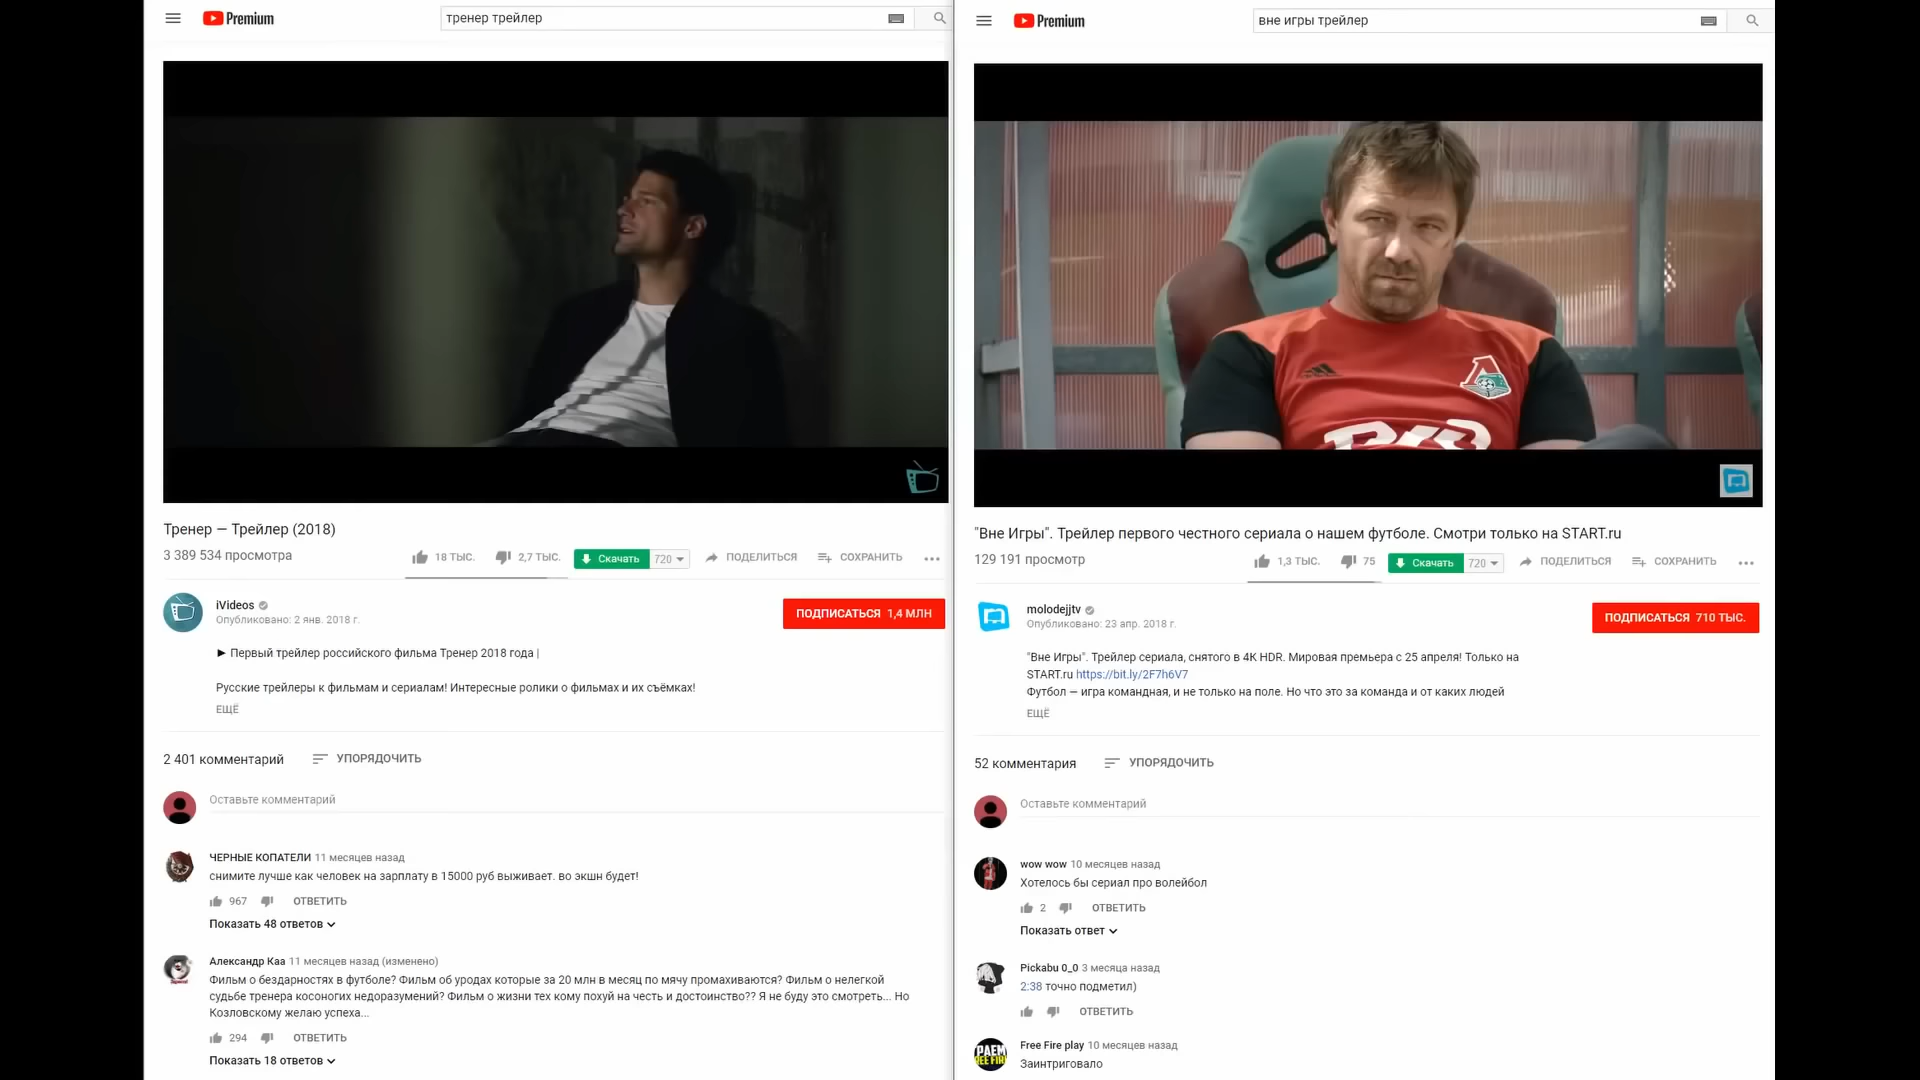 Premium
тренер трейлер
Тренер — Трейлер (2018)
3 389 534 просмотра
18 ТЫС.
2,7 ТЫС.
Скачать
720
ПОДЕЛИТЬСЯ
СОХРАНИТЬ
iVideos
Опубликовано: 2 янв. 2018 г.
ПОДПИСАТЬСЯ 1,4 МЛН
► Первый трейлер российского фильма Тренер 2018 года |
Русские трейлеры к фильмам и сериалам! Интересные ролики о фильмах и их съёмках!
ЕЩЁ
2 401 комментарий
УПОРЯДОЧИТЬ
Оставьте комментарий
ЧЕРНЫЕ КОПАТЕЛИ 11 месяцев назад
снимите лучше как человек на зарплату в 15000 руб выживает. во экшн будет!
967
ОТВЕТИТЬ
Показать 48 ответов
Александр Каа 11 месяцев назад (изменено)
Фильм о бездарностях в футболе? Фильм об уродах которые за 20 млн в месяц по мячу промахиваются? Фильм о нелегкой
судьбе тренера косоногих недоразумений? Фильм о жизни тех кому похуй на честь и достоинство?? Я не буду это смотреть... Но
Козловскому желаю успеха...
294
ОТВЕТИТЬ
Показать 18 ответов
Premium
вне игры трейлер
"Вне Игры". Трейлер первого честного сериала о нашем футболе. Смотри только на START.ru
129 191 просмотр
1,3 ТЫС.
75
Скачать
720
ПОДЕЛИТЬСЯ
СОХРАНИТЬ
molodejjtv
Опубликовано: 23 апр. 2018 г.
ПОДПИСАТЬСЯ 710 ТЫС.
"Вне Игры". Трейлер сериала, снятого в 4K HDR. Мировая премьера с 25 апреля! Только на
START.ru https://bit.ly/2F7h6V7
Футбол — игра командная, и не только на поле. Но что это за команда и от каких людей
ЕЩЁ
52 комментария
УПОРЯДОЧИТЬ
Оставьте комментарий
wow wow 10 месяцев назад
Хотелось бы сериал про волейбол
2
ОТВЕТИТЬ
Показать ответ
Pickabu 0_0 3 месяца назад
2:38 точно подметил)
ОТВЕТИТЬ
Free Fire play 10 месяцев назад
Заинтриговало